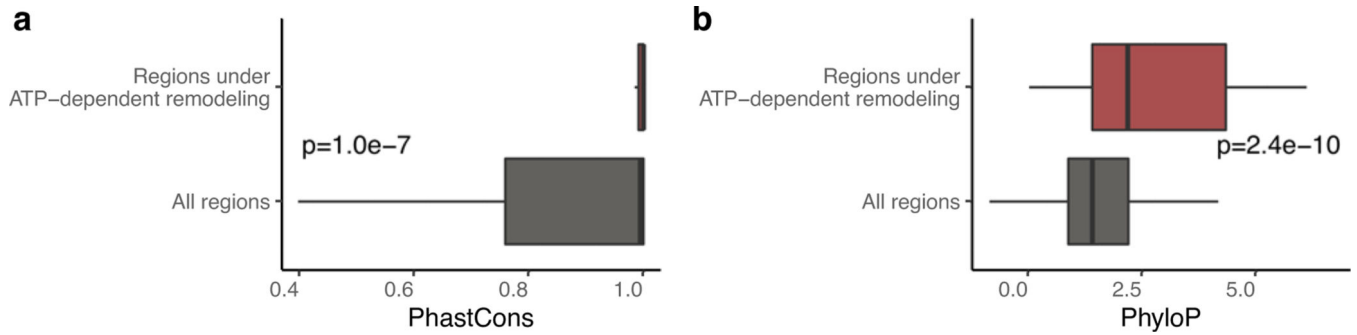 a
Regions under
ATP−dependent remodeling
p=1.0e−7
All regions
0.4 0.6 0.8 1.0
PhastCons
b
Regions under
ATP−dependent remodeling
p=2.4e−10
All regions
0.0 2.5 5.0
PhyloP